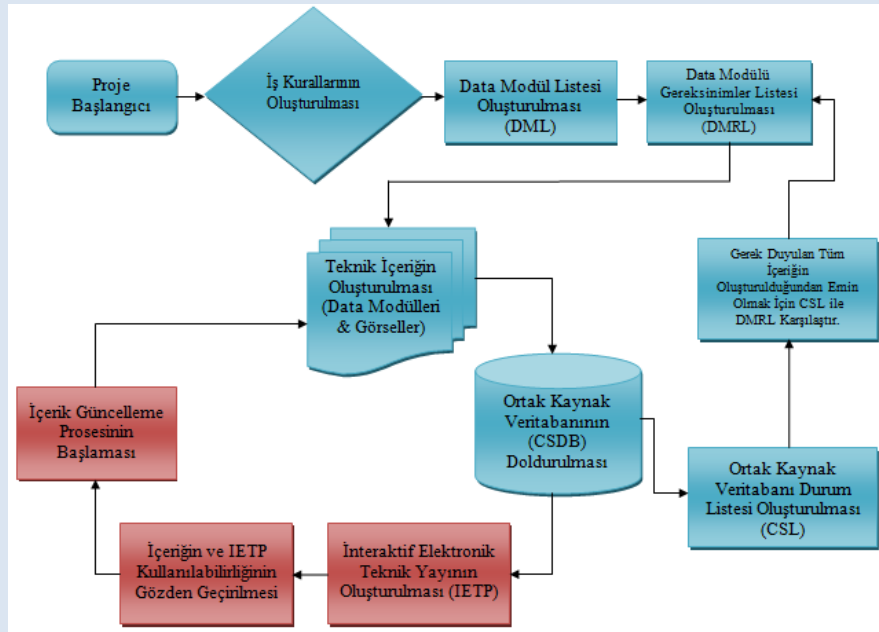 Proje
Başlangıcı
İş Kurallarının
Oluşturulması
Data Modül Listesi
Oluşturulması
(DML)
Data Modülü
Gereksinimler Listesi
Oluşturulması
(DMRL)
Teknik İçeriğin
Oluşturulması
(Data Modülleri
& Görseller)
Gerek Duyulan Tüm
İçeriğin
Oluşturulduğundan Emin
Olmak İçin CSL ile
DMRL Karşılaştır.
Ortak Kaynak
Veritabanının
(CSDB)
Doldurulması
İçerik Güncelleme
Prosesinin
Başlaması
Ortak Kaynak
Veritabanı Durum
Listesi Oluşturulması
(CSL)
İçeriğin ve IETP
Kullanılabilirliğinin
Gözden Geçirilmesi
İnteraktif Elektronik
Teknik Yayının
Oluşturulması (IETP)